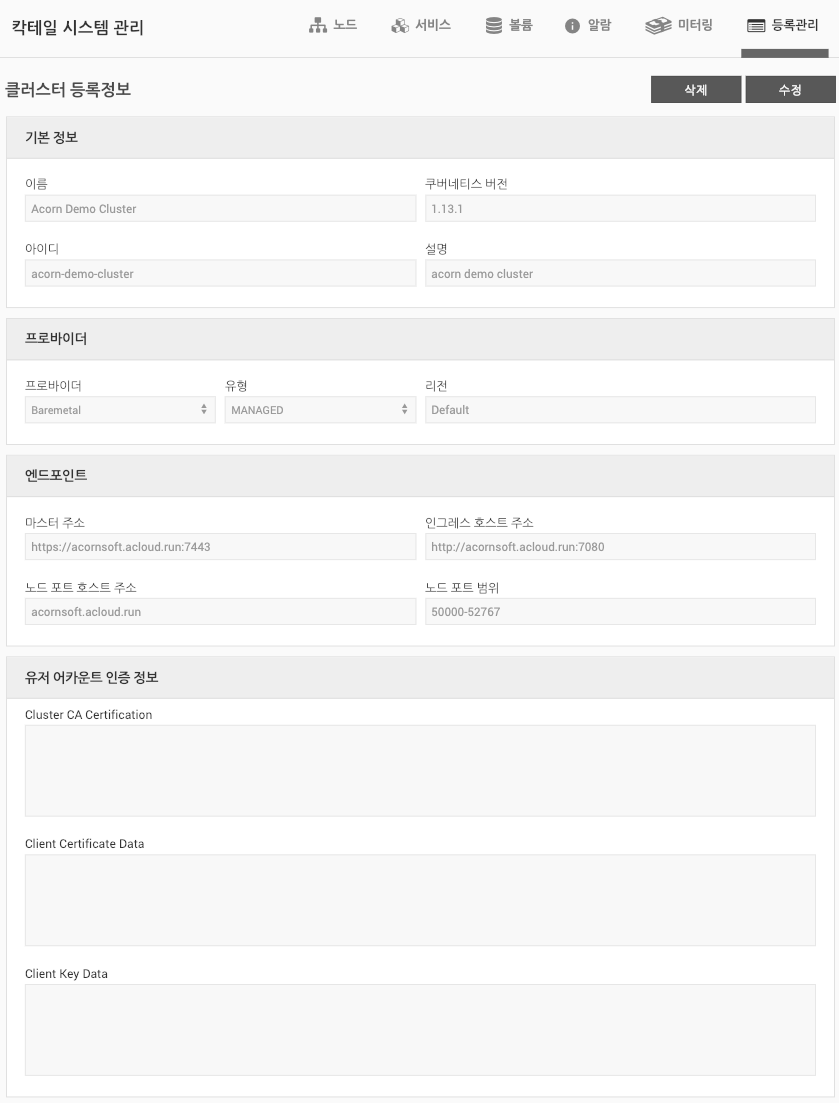 칵테일 시스템 관리
노드 서비스 볼륨 알람 미터링 등록관리
클러스터 등록정보
삭제 수정
기본 정보
이름 쿠버네티스 버전
Acorn Demo Cluster 1.13.1
아이디 설명
acorn-demo-cluster acorn demo cluster
프로바이더
프로바이더 유형 리전
Baremetal MANAGED Default
엔드포인트
마스터 주소 인그레스 호스트 주소
https://acornsoft.acloud.run:7443 http://acornsoft.acloud.run:7080
노드 포트 호스트 주소 노드 포트 범위
acornsoft.acloud.run 50000-52767
유저 어카운트 인증 정보
Cluster CA Certification
Client Certificate Data
Client Key Data